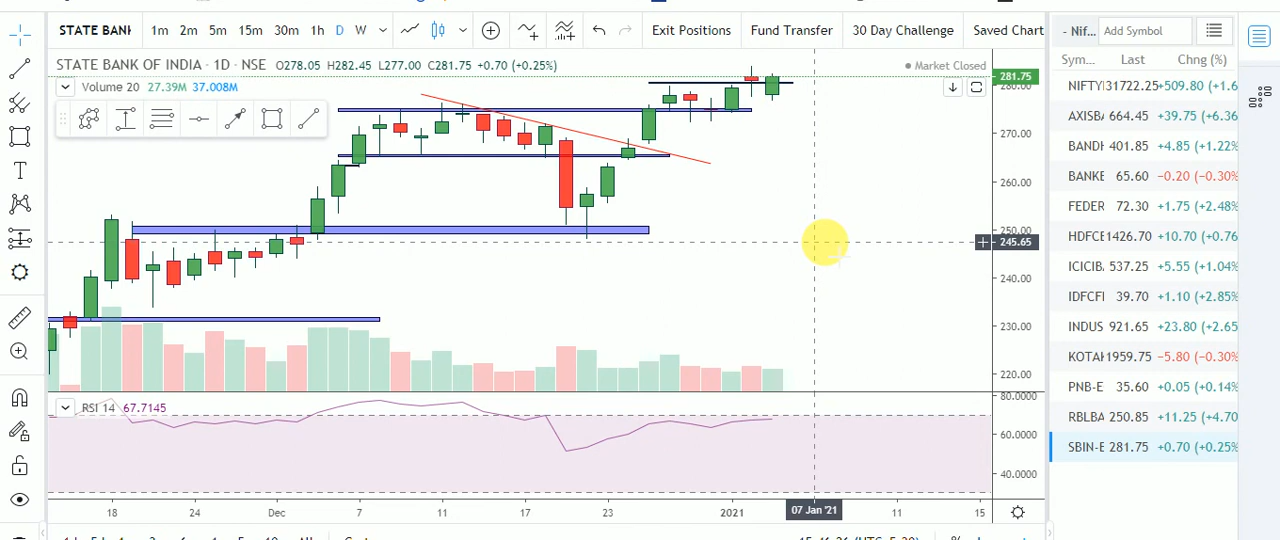 STATE BANK 1m 2m 5m 15m 30m 1h D W Exit Positions Fund Transfer 30 Day Challenge Saved Chart
STATE BANK OF INDIA · 1D · NSE O278.05 H282.45 L277.00 C281.75 +0.70 (+0.25%)
Market Closed
Volume 20 27.39M 37.008M
281.75
280.00
270.00
260.00
250.00
245.65
240.00
230.00
220.00
RSI 14 67.7145
80.0000
60.0000
40.0000
18 24 Dec 7 11 17 23 2021 07 Jan '21 11 15
- Nif... Add Symbol
Sym... Last Chng (%)
NIFTY 31722.25 +509.80 (+1.6
AXISBA 664.45 +39.75 (+6.36
BANDH 401.85 +4.85 (+1.22%
BANKE 65.60 −0.20 (−0.30%
FEDER 72.30 +1.75 (+2.48%
HDFCE 1426.70 +10.70 (+0.76
ICICIB 537.25 +5.55 (+1.04%
IDFCFI 39.70 +1.10 (+2.85%
INDUS 921.65 +23.80 (+2.65
KOTAK 1959.75 −5.80 (−0.30%
PNB-E 35.60 +0.05 (+0.14%
RBLBA 250.85 +11.25 (+4.70
SBIN-E 281.75 +0.70 (+0.25%